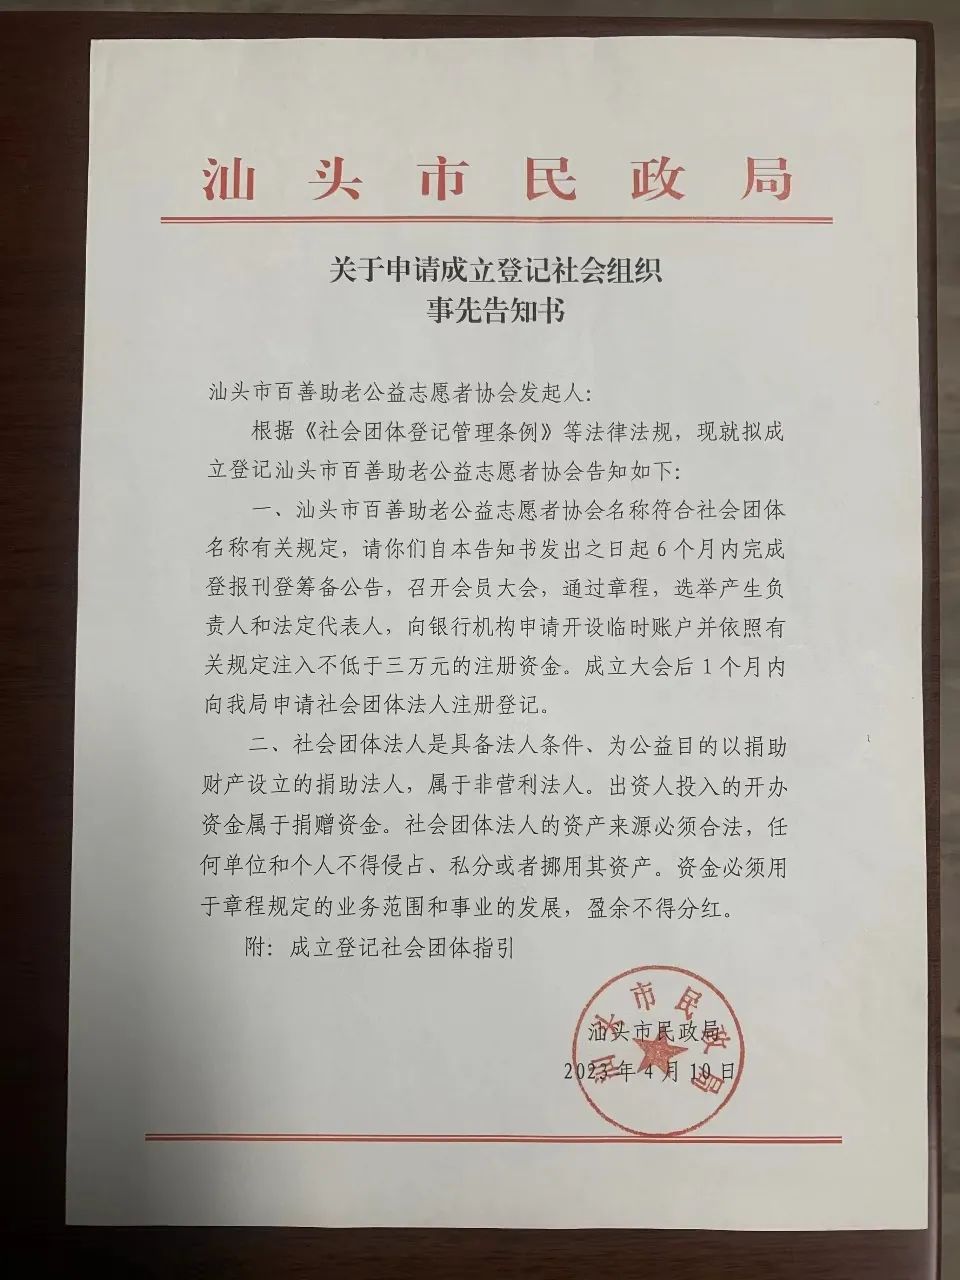 汕头市民政局
关于申请成立登记社会组织
事先告知书
汕头市百善助老公益志愿者协会发起人：
根据《社会团体登记管理条例》等法律法规，现就拟成
立登记汕头市百善助老公益志愿者协会告知如下：
一、汕头市百善助老公益志愿者协会名称符合社会团体
名称有关规定，请你们自本告知书发出之日起6个月内完成
登报刊登筹备公告，召开会员大会，通过章程，选举产生负
责人和法定代表人，向银行机构申请开设临时账户并依照有
关规定注入不低于三万元的注册资金。成立大会后1个月内
向我局申请社会团体法人注册登记。
二、社会团体法人是具备法人条件、为公益目的以捐助
财产设立的捐助法人，属于非营利法人。出资人投入的开办
资金属于捐赠资金。社会团体法人的资产来源必须合法，任
何单位和个人不得侵占、私分或者挪用其资产。资金必须用
于章程规定的业务范围和事业的发展，盈余不得分红。
附：成立登记社会团体指引
汕头市民政局
2023年4月10日
汕头市民政局